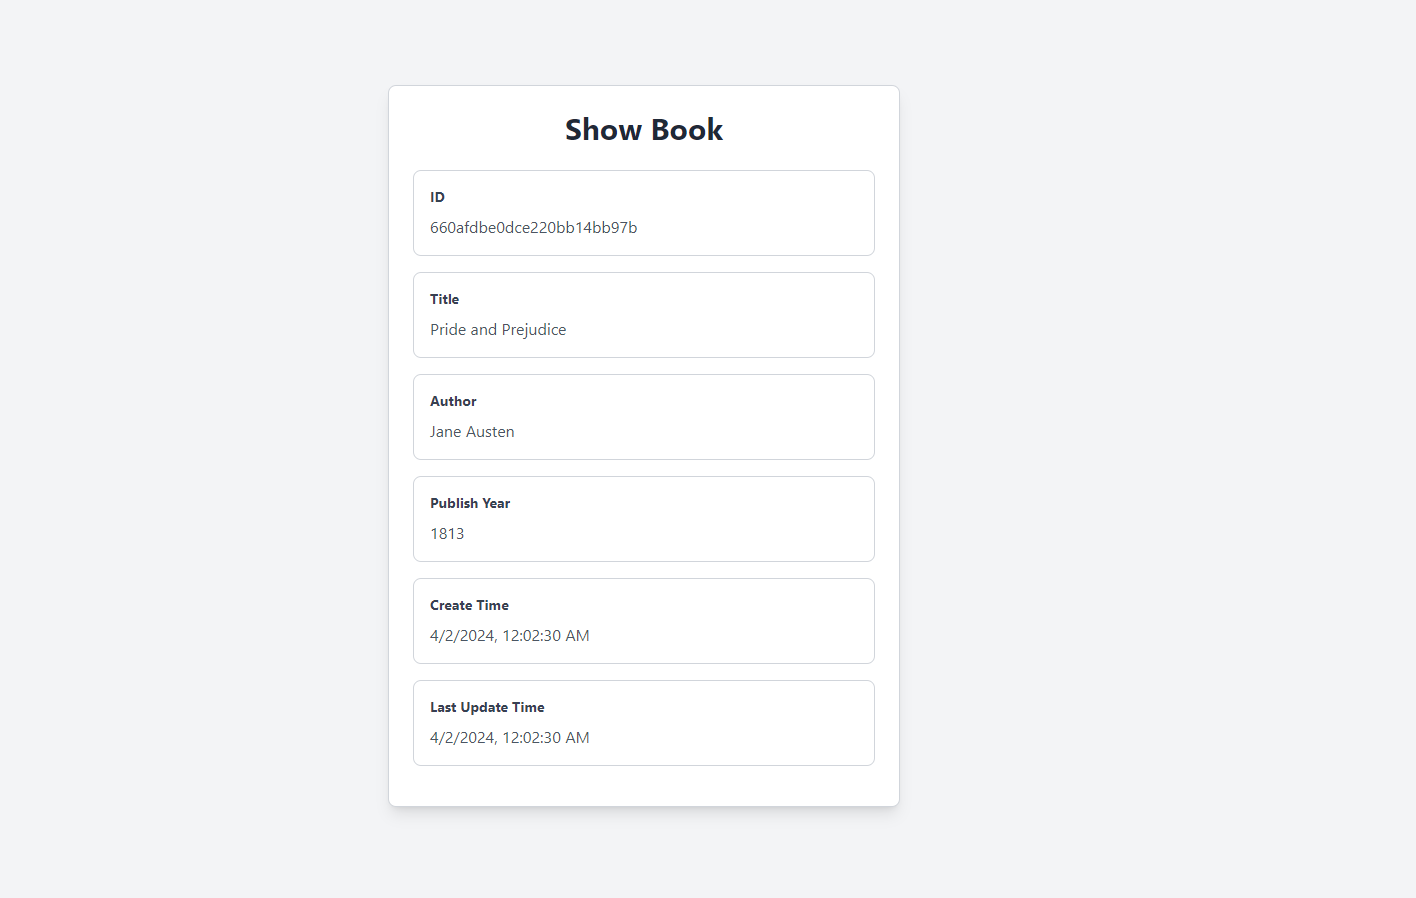 Show Book
ID
660afdbe0dce220bb14bb97b
Title
Pride and Prejudice
Author
Jane Austen
Publish Year
1813
Create Time
4/2/2024, 12:02:30 AM
Last Update Time
4/2/2024, 12:02:30 AM